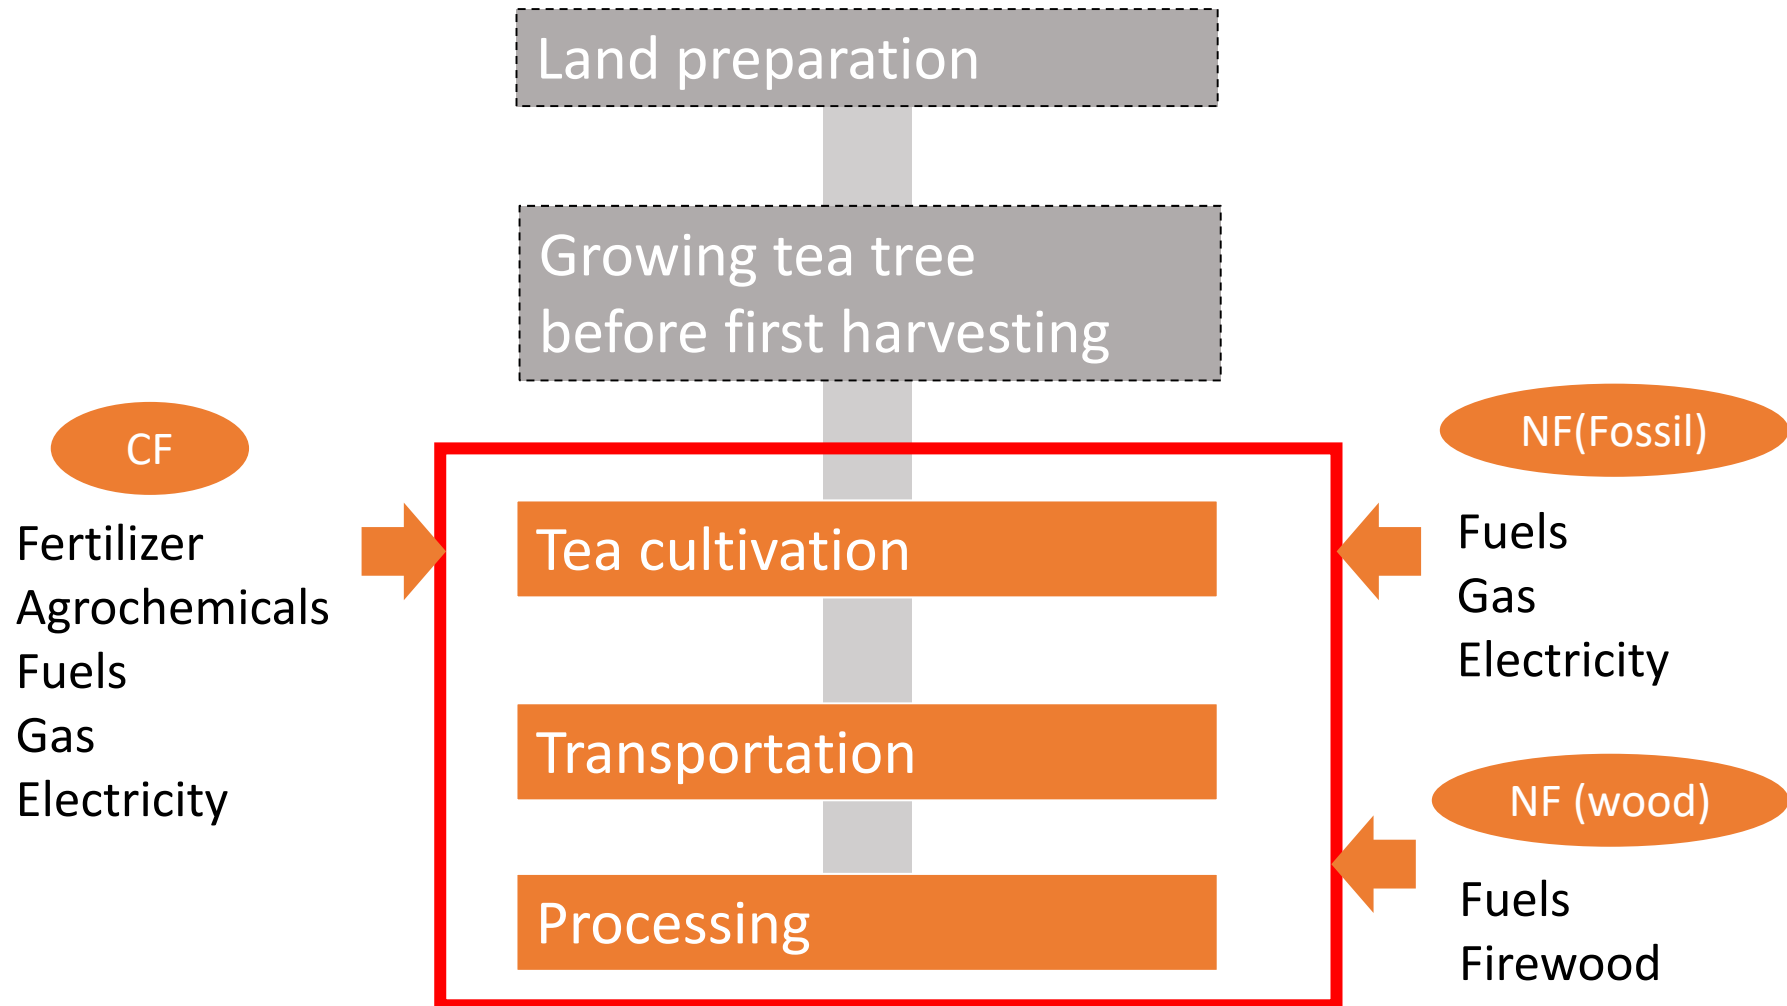 Land preparation
Growing tea tree
before first harvesting
CF
Fertilizer
Agrochemicals
Fuels
Gas
Electricity
Tea cultivation
Transportation
Processing
NF(Fossil)
Fuels
Gas
Electricity
NF (wood)
Fuels
Firewood